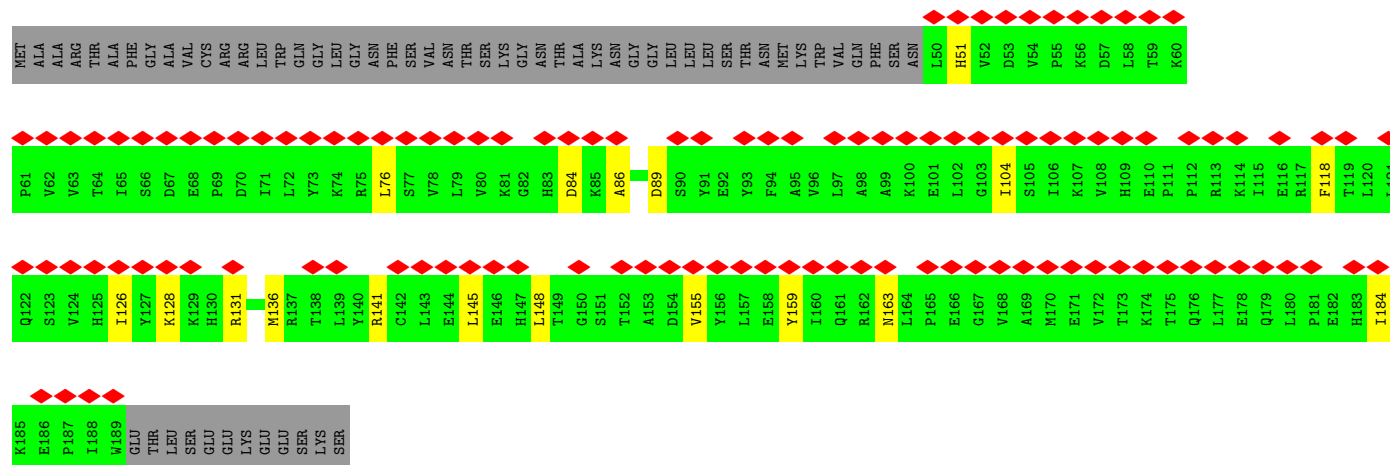 MET ALA ALA ARG THR ALA PHE GLY ALA VAL CYS ARG ARG LEU TRP GLN GLY LEU GLY ASN PHE SER VAL ASN THR SER LYS GLY ASN THR ALA LYS ASN GLY GLY LEU LEU LEU SER THR ASN MET LYS TRP VAL GLN PHE SER ASN L50 H51 V52 D53 V54 P55 K56 D57 L58 T59 K60
P61 V62 V63 T64 I65 S66 D67 E68 P69 D70 I71 L72 Y73 K74 R75 L76 S77 V78 L79 V80 K81 G82 H83 D84 K85 A86 D89 S90 Y91 E92 Y93 F94 A95 V96 L97 A98 A99 K100 E101 L102 G103 I104 S105 I106 K107 V108 H109 E110 P111 P112 R113 K114 I115 E116 R117 F118 T119 L120
Q122 S123 V124 H125 I126 Y127 K128 K129 H130 R131 M136 R137 T138 L139 Y140 R141 C142 L143 E144 L145 E146 H147 L148 T149 G150 S151 T152 A153 D154 V155 Y156 L157 E158 Y159 I160 Q161 R162 N163 L164 P165 E166 G167 V168 A169 M170 E171 V172 T173 K174 T175 Q176 L177 E178 Q179 L180 P181 E182 H183 I184
K185 E186 P187 I188 W189 GLU THR LEU SER GLU GLU LYS GLU GLU SER LYS SER